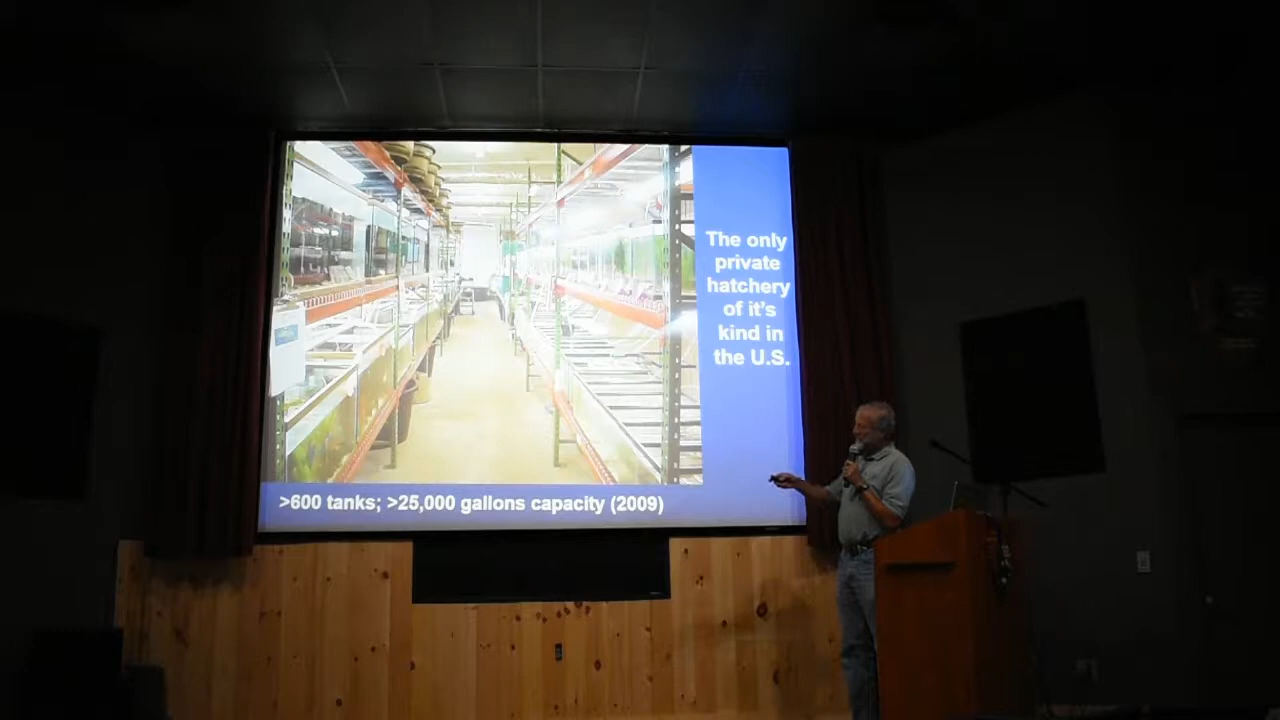 The only
private
hatchery
of it's
kind in
the U.S.
>600 tanks; >25,000 gallons capacity (2009)